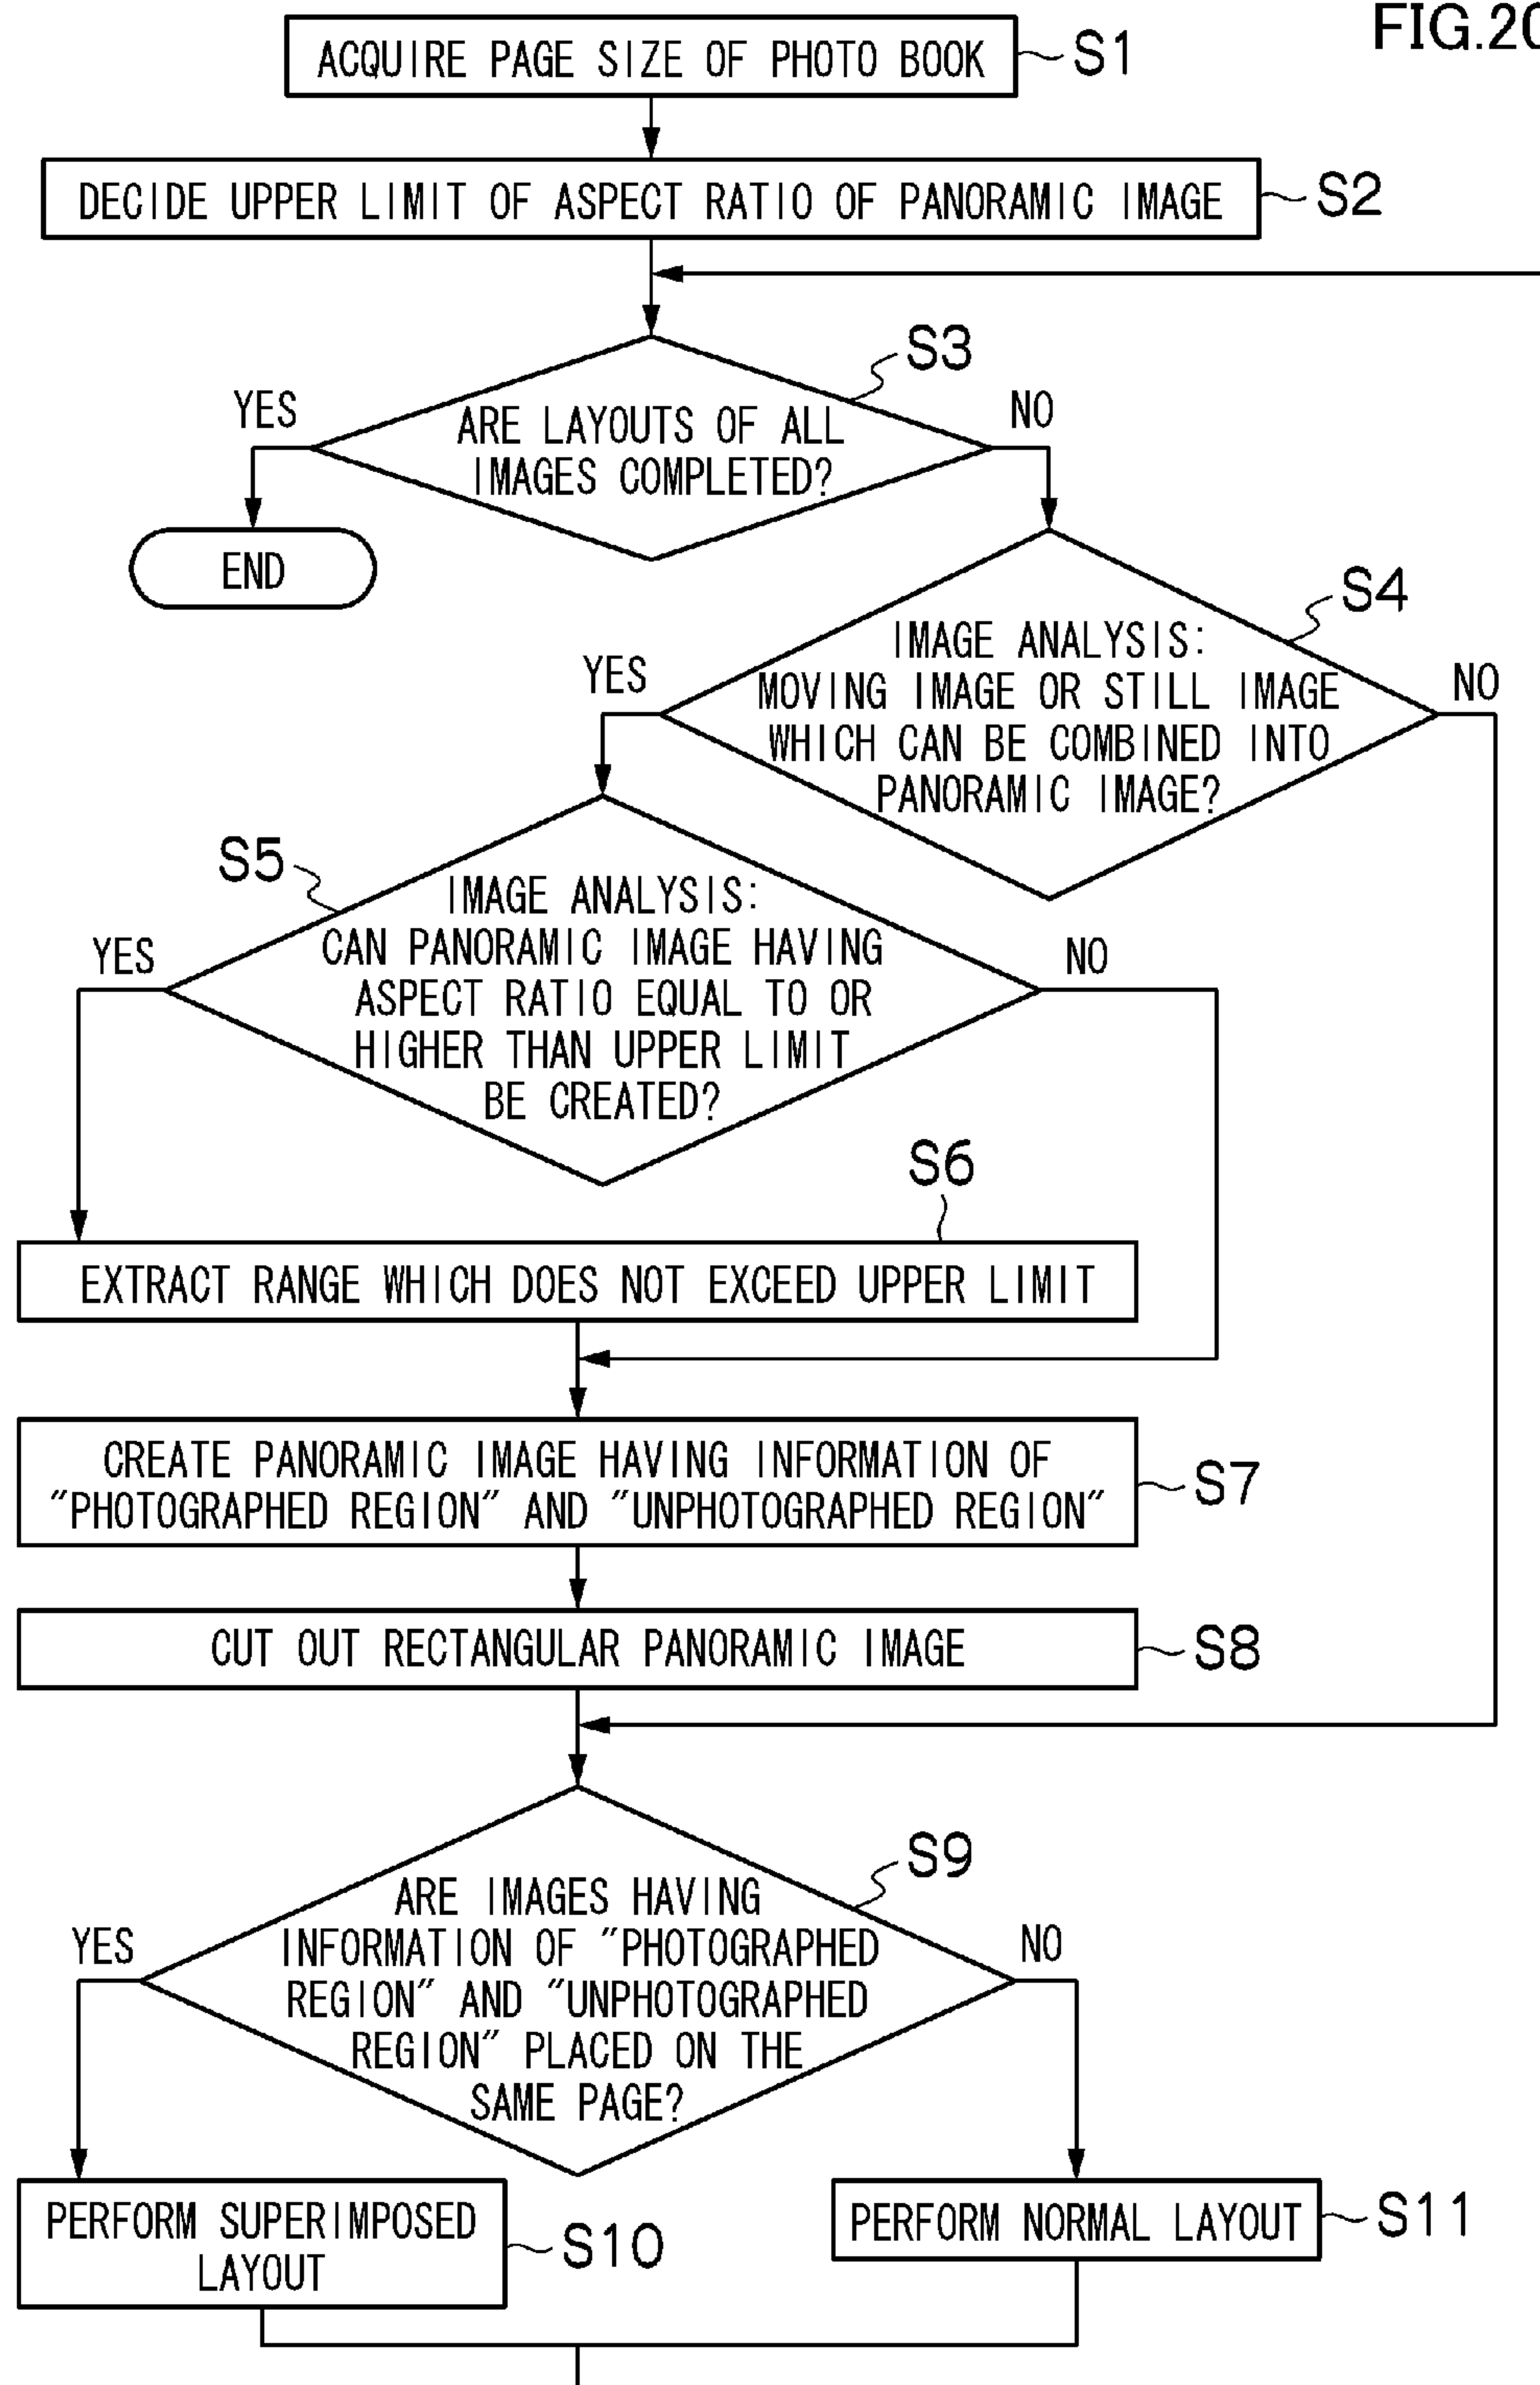 FIG.20
ACQUIRE PAGE SIZE OF PHOTO BOOK
S1
DECIDE UPPER LIMIT OF ASPECT RATIO OF PANORAMIC IMAGE
S2
S3
YES
NO
ARE LAYOUTS OF ALL
IMAGES COMPLETED?
END
S4
YES
NO
IMAGE ANALYSIS:
MOVING IMAGE OR STILL IMAGE
WHICH CAN BE COMBINED INTO
PANORAMIC IMAGE?
S5
YES
NO
IMAGE ANALYSIS:
CAN PANORAMIC IMAGE HAVING
ASPECT RATIO EQUAL TO OR
HIGHER THAN UPPER LIMIT
BE CREATED?
S6
EXTRACT RANGE WHICH DOES NOT EXCEED UPPER LIMIT
CREATE PANORAMIC IMAGE HAVING INFORMATION OF
"PHOTOGRAPHED REGION" AND "UNPHOTOGRAPHED REGION"
S7
CUT OUT RECTANGULAR PANORAMIC IMAGE
S8
S9
YES
NO
ARE IMAGES HAVING
INFORMATION OF "PHOTOGRAPHED
REGION" AND "UNPHOTOGRAPHED
REGION" PLACED ON THE
SAME PAGE?
PERFORM SUPERIMPOSED
LAYOUT
S10
PERFORM NORMAL LAYOUT
S11